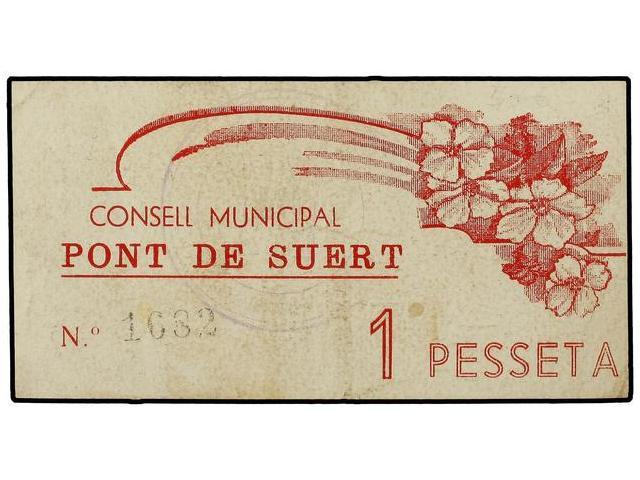 CONSELL MUNICIPAL
PONT DE SUERT
N.º 1632
1 PESSETA